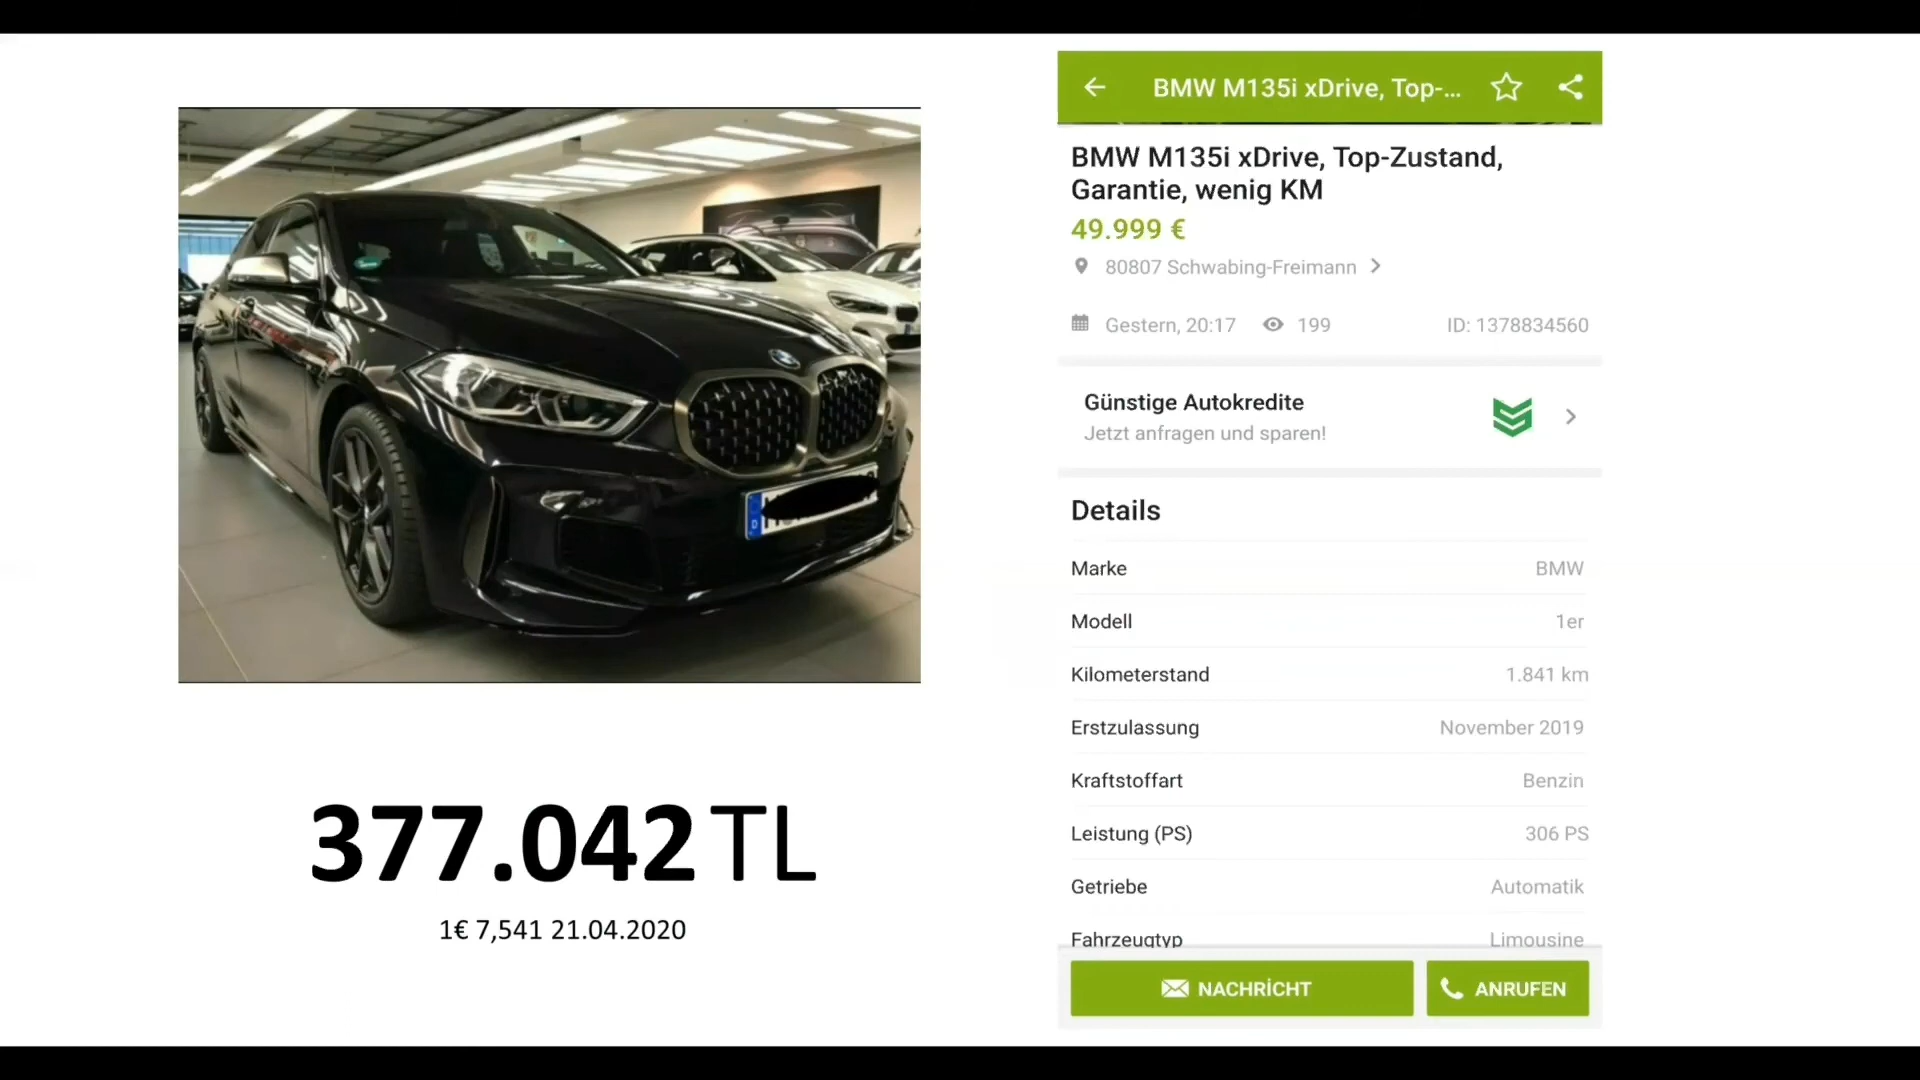 BMW M135i xDrive, Top-...
BMW M135i xDrive, Top-Zustand,
Garantie, wenig KM
49.999 €
80807 Schwabing-Freimann
Gestern, 20:17 199 ID: 1378834560
Günstige Autokredite
Jetzt anfragen und sparen!
Details
Marke BMW
Modell 1er
Kilometerstand 1.841 km
Erstzulassung November 2019
Kraftstoffart Benzin
Leistung (PS) 306 PS
Getriebe Automatik
Fahrzeugtyp Limousine
NACHRİCHT ANRUFEN
377.042 TL
1€ 7,541 21.04.2020
D